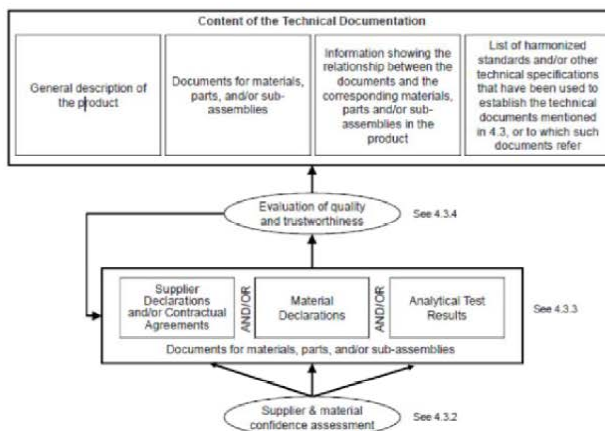 Content of the Technical Documentation
General description of
the product
Documents for materials,
parts, and/or sub-
assemblies
Information showing the
relationship between the
documents and the
corresponding materials,
parts and/or sub-
assemblies in the
product
List of harmonized
standards and/or other
technical specifications
that have been used to
establish the technical
documents mentioned
in 4.3, or to which such
documents refer
Evaluation of quality
and trustworthiness
See 4.3.4
Supplier
Declarations
and/or Contractual
Agreements
AND/OR
Material
Declarations
AND/OR
Analytical Test
Results
See 4.3.3
Documents for materials, parts, and/or sub-assemblies
Supplier & material
confidence assessment
See 4.3.2